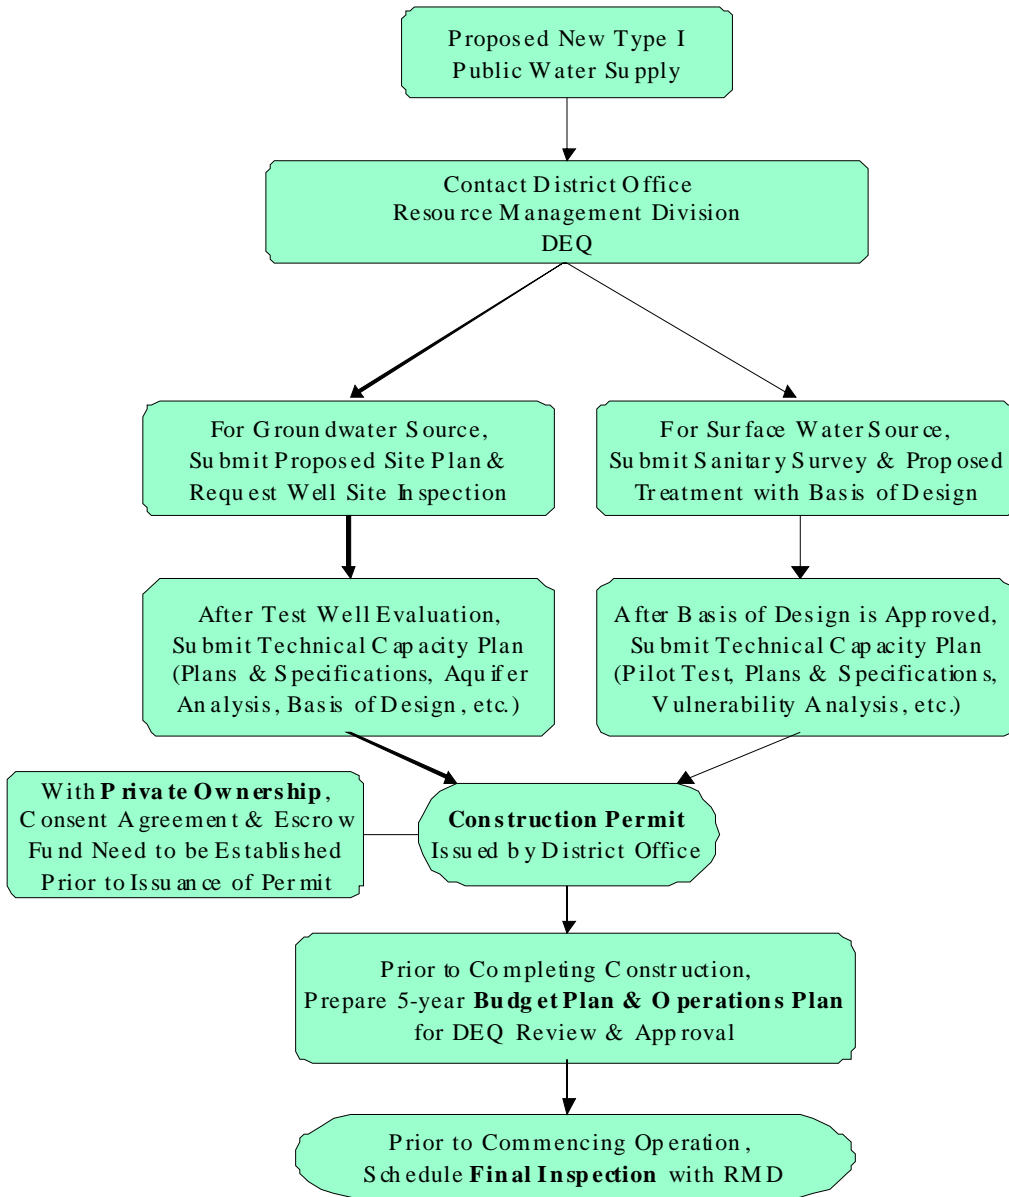 Proposed New Type I
Public Water Supply
Contact District Office
Resource Management Division
DEQ
For Groundwater Source,
Submit Proposed Site Plan &
Request Well Site Inspection
For Surface Water Source,
Submit Sanitary Survey & Proposed
Treatment with Basis of Design
After Test Well Evaluation,
Submit Technical Capacity Plan
(Plans & Specifications, Aquifer
Analysis, Basis of Design, etc.)
After Basis of Design is Approved,
Submit Technical Capacity Plan
(Pilot Test, Plans & Specifications,
Vulnerability Analysis, etc.)
With Private Ownership,
Consent Agreement & Escrow
Fund Need to be Established
Prior to Issuance of Permit
Construction Permit
Issued by District Office
Prior to Completing Construction,
Prepare 5-year Budget Plan & Operations Plan
for DEQ Review & Approval
Prior to Commencing Operation,
Schedule Final Inspection with RMD